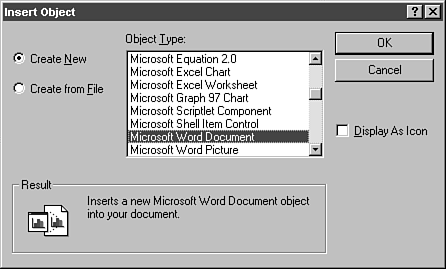 Insert Object
Object Type:
Create New
Create from File
Microsoft Equation 2.0
Microsoft Excel Chart
Microsoft Excel Worksheet
Microsoft Graph 97 Chart
Microsoft Scriptlet Component
Microsoft Shell Item Control
Microsoft Word Document
Microsoft Word Picture
OK
Cancel
Display As Icon
Result
Inserts a new Microsoft Word Document object
into your document.